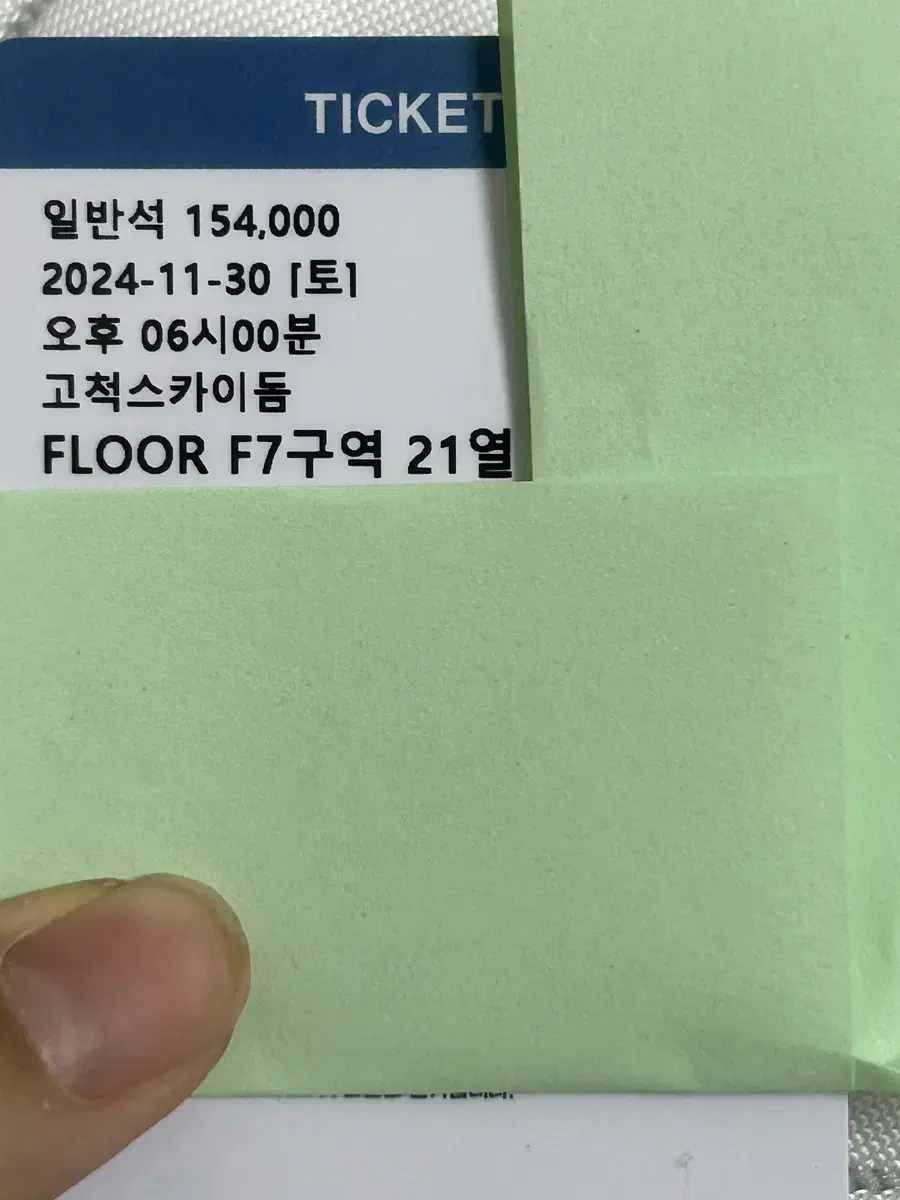 TICKET
일반석 154,000
2024-11-30 [토]
오후 06시00분
고척스카이돔
FLOOR F7구역 21열